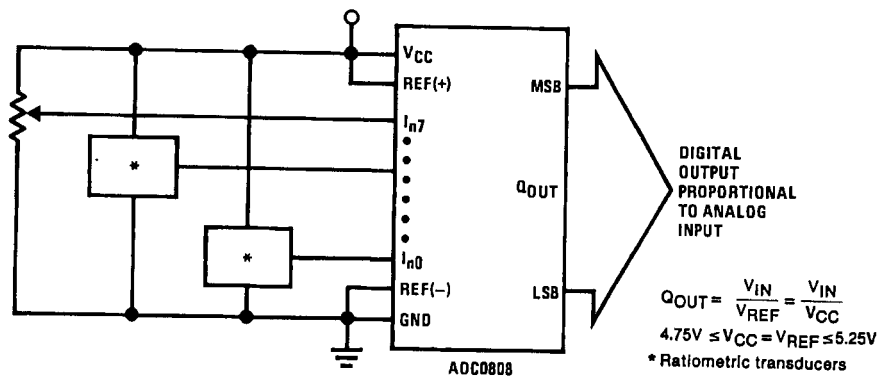 VCC
REF(+)
In7
*
*
In0
REF(−)
GND
MSB
QOUT
LSB
ADC0808
DIGITAL
OUTPUT
PROPORTIONAL
TO ANALOG
INPUT
QOUT = VIN / VREF = VIN / VCC
4.75V ≤ VCC = VREF ≤ 5.25V
* Ratiometric transducers